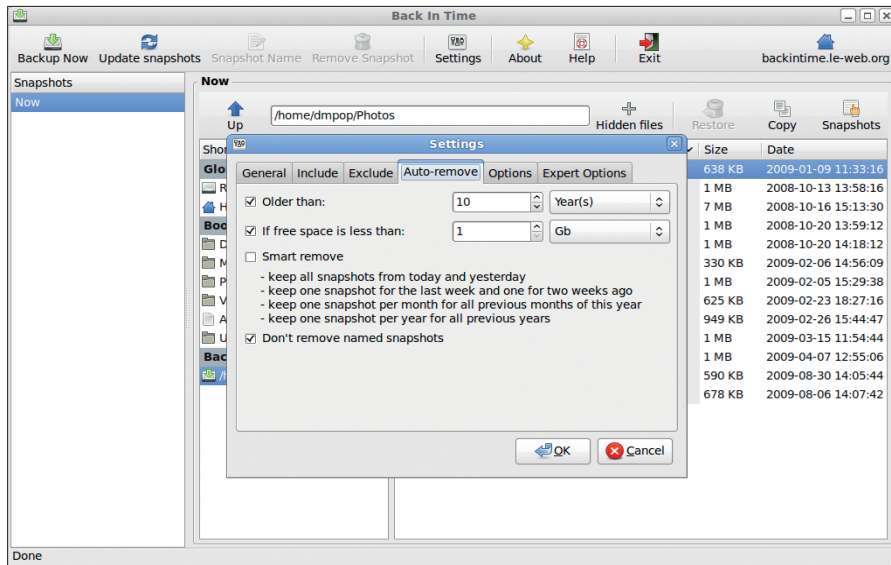 Back In Time
Backup Now Update snapshots Snapshot Name Remove Snapshot Settings About Help Exit backintime.le-web.org
Snapshots
Now
Now
Up /home/dmpop/Photos Hidden files Restore Copy Snapshots
Settings
General Include Exclude Auto-remove Options Expert Options
Older than: 10 Year(s)
If free space is less than: 1 Gb
Smart remove
- keep all snapshots from today and yesterday
- keep one snapshot for the last week and one for two weeks ago
- keep one snapshot per month for all previous months of this year
- keep one snapshot per year for all previous years
Don't remove named snapshots
OK Cancel
Size Date
638 KB 2009-01-09 11:33:16
1 MB 2008-10-13 13:58:16
7 MB 2008-10-16 15:13:30
1 MB 2008-10-20 13:59:12
1 MB 2008-10-20 14:18:12
330 KB 2009-02-06 14:56:09
1 MB 2009-02-05 15:29:38
625 KB 2009-02-23 18:27:16
949 KB 2009-02-26 15:44:47
1 MB 2009-03-15 11:54:44
1 MB 2009-04-07 12:55:06
590 KB 2009-08-30 14:05:44
678 KB 2009-08-06 14:07:42
Done